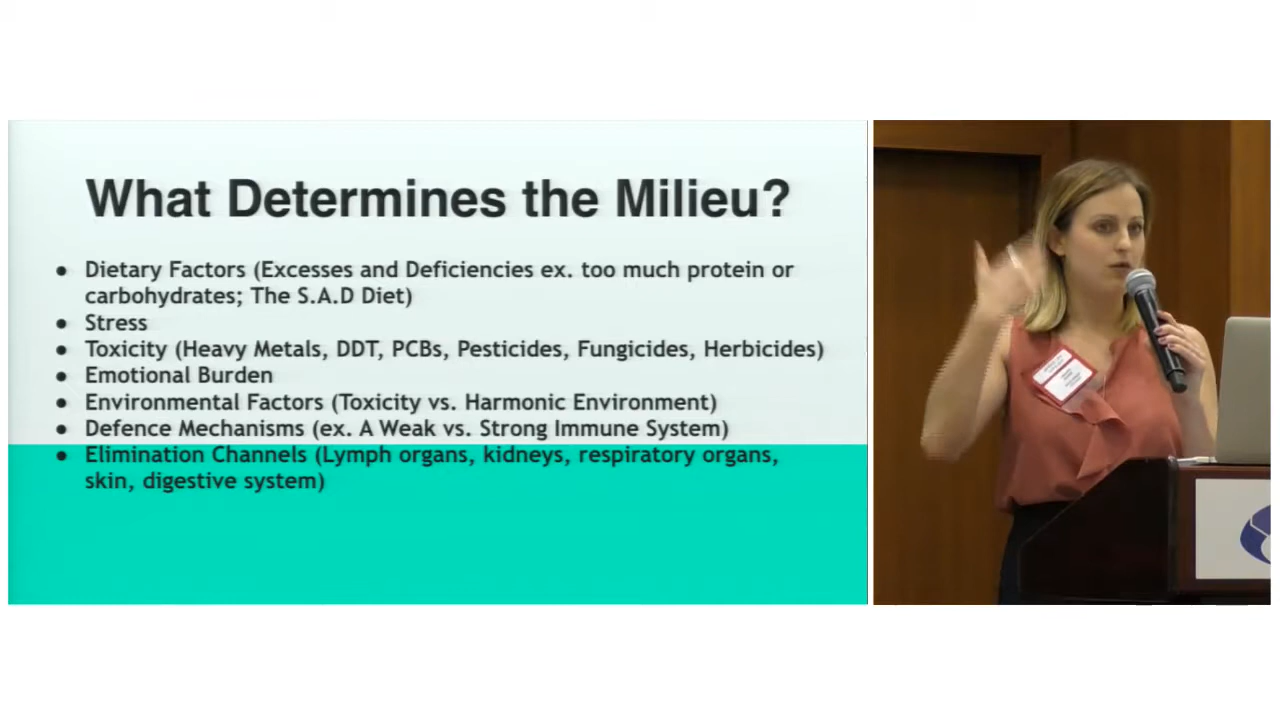 What Determines the Milieu?
● Dietary Factors (Excesses and Deficiencies ex. too much protein or
carbohydrates; The S.A.D Diet)
● Stress
● Toxicity (Heavy Metals, DDT, PCBs, Pesticides, Fungicides, Herbicides)
● Emotional Burden
● Environmental Factors (Toxicity vs. Harmonic Environment)
● Defence Mechanisms (ex. A Weak vs. Strong Immune System)
● Elimination Channels (Lymph organs, kidneys, respiratory organs,
skin, digestive system)